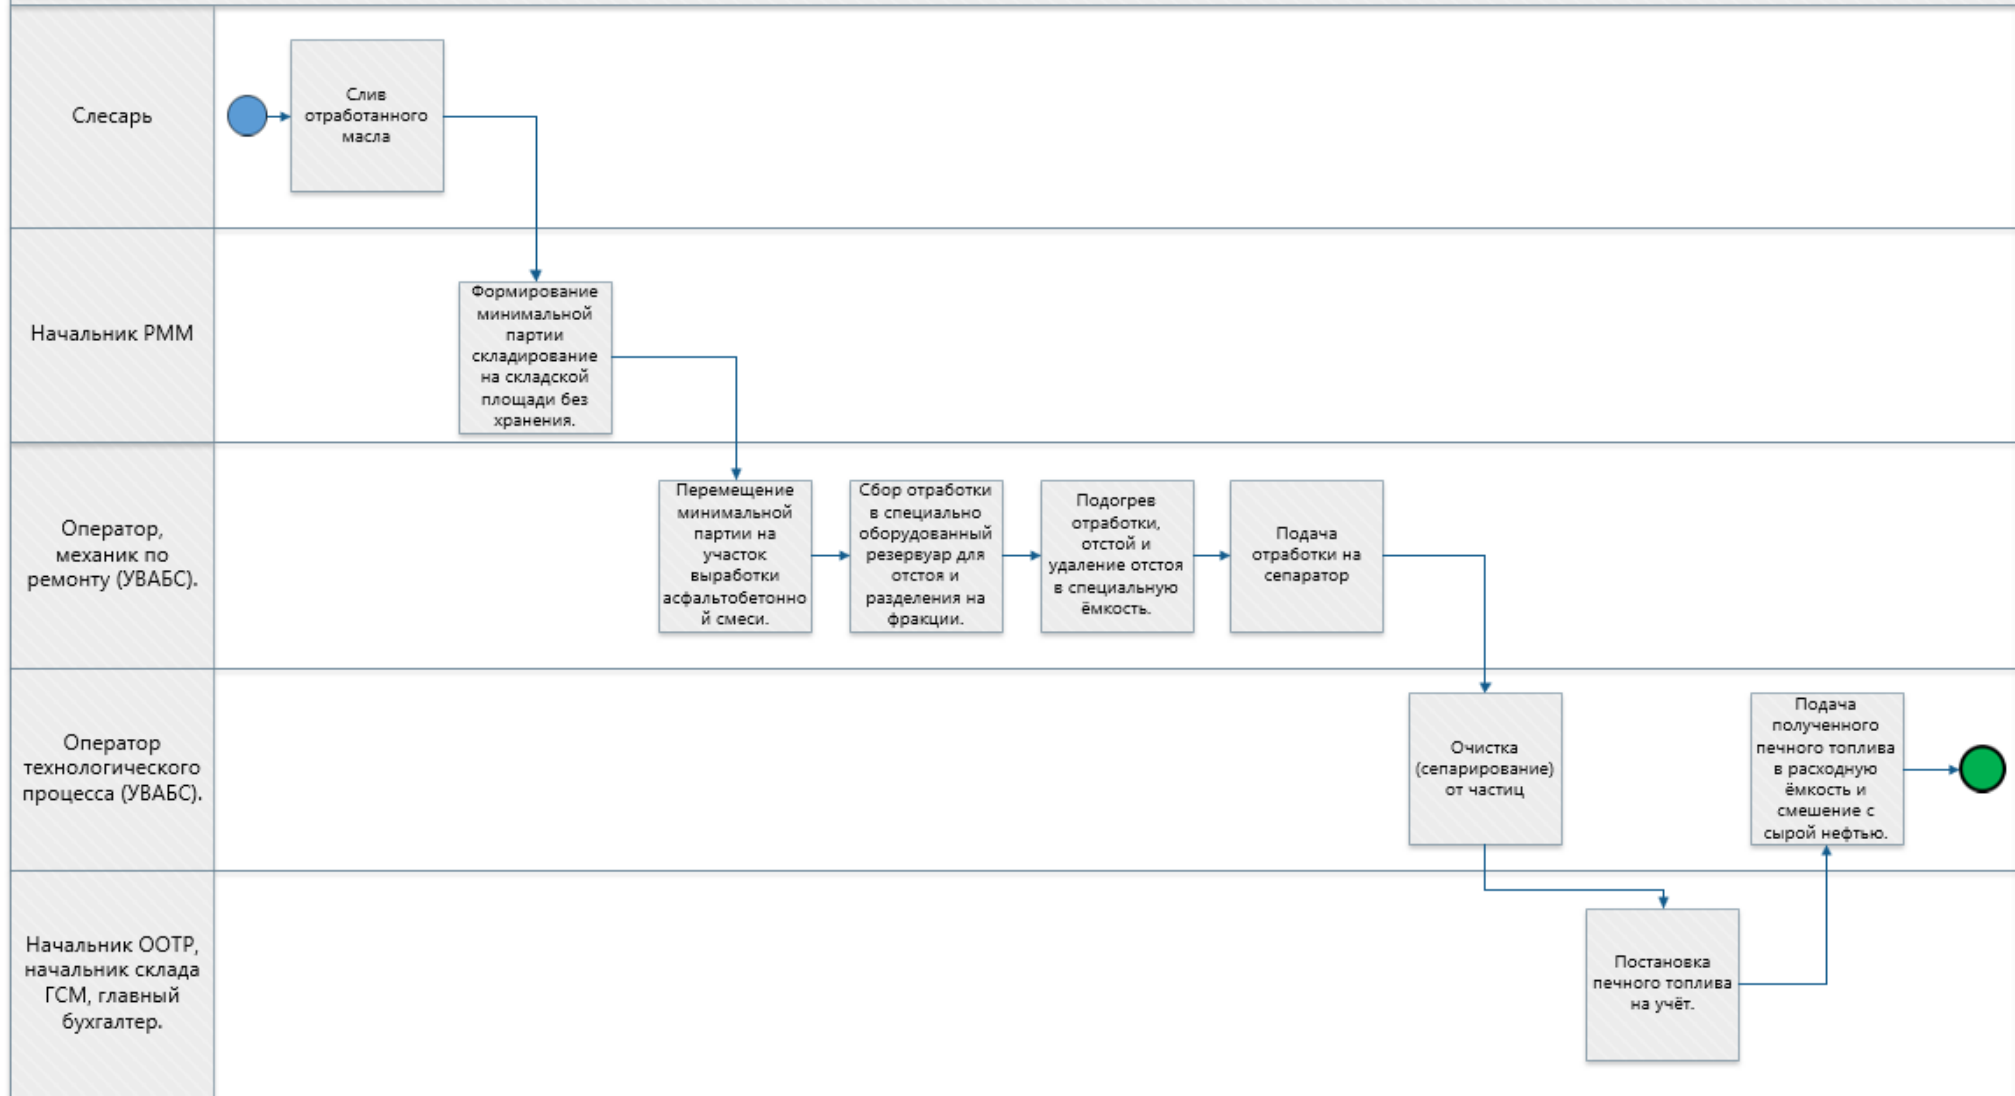 Слесарь
Слив
отработанного
масла
Начальник РММ
Формирование
минимальной
партии
складирование
на складской
площади без
хранения.
Оператор,
механик по
ремонту (УВАБС).
Перемещение
минимальной
партии на
участок
выработки
асфальтобетонно
й смеси.
Сбор отработки
в специально
оборудованный
резервуар для
отстоя и
разделения на
фракции.
Подогрев
отработки,
отстой и
удаление отстоя
в специальную
ёмкость.
Подача
отработки на
сепаратор
Оператор
технологического
процесса (УВАБС).
Очистка
(сепарирование)
от частиц
Подача
полученного
печного топлива
в расходную
ёмкость и
смешение с
сырой нефтью.
Начальник ООТР,
начальник склада
ГСМ, главный
бухгалтер.
Постановка
печного топлива
на учёт.